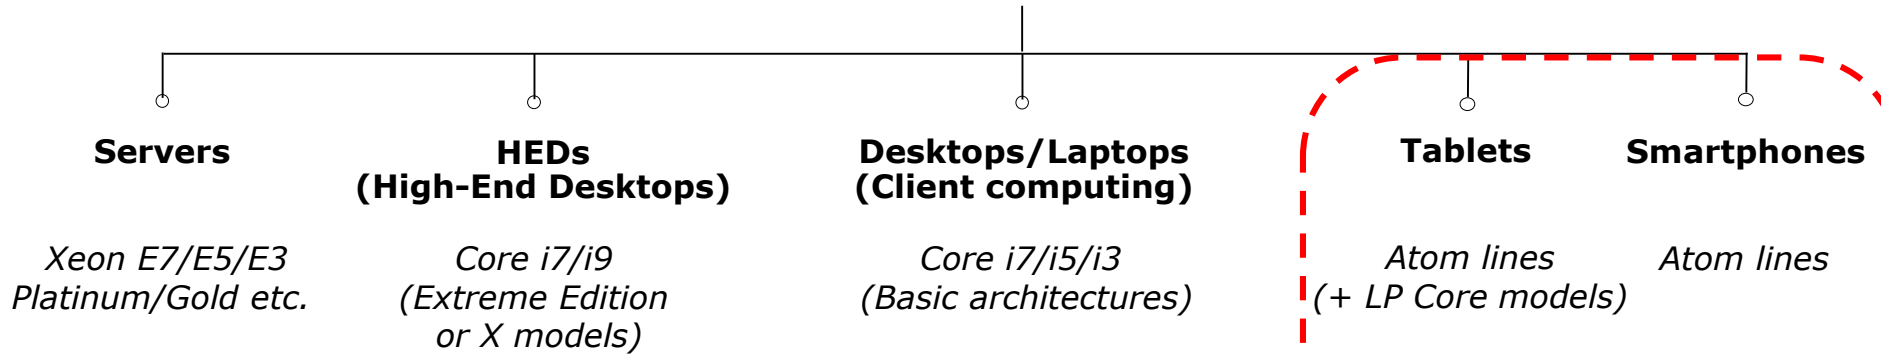 Servers
HEDs
(High-End Desktops)
Desktops/Laptops
(Client computing)
Tablets
Smartphones
Xeon E7/E5/E3
Platinum/Gold etc.
Core i7/i9
(Extreme Edition
or X models)
Core i7/i5/i3
(Basic architectures)
Atom lines
(+ LP Core models)
Atom lines